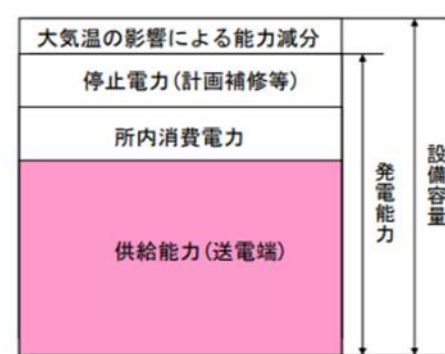 大気温の影響による能力減分
停止電力(計画補修等)
所内消費電力
供給能力(送電端)
発電能力
設備容量